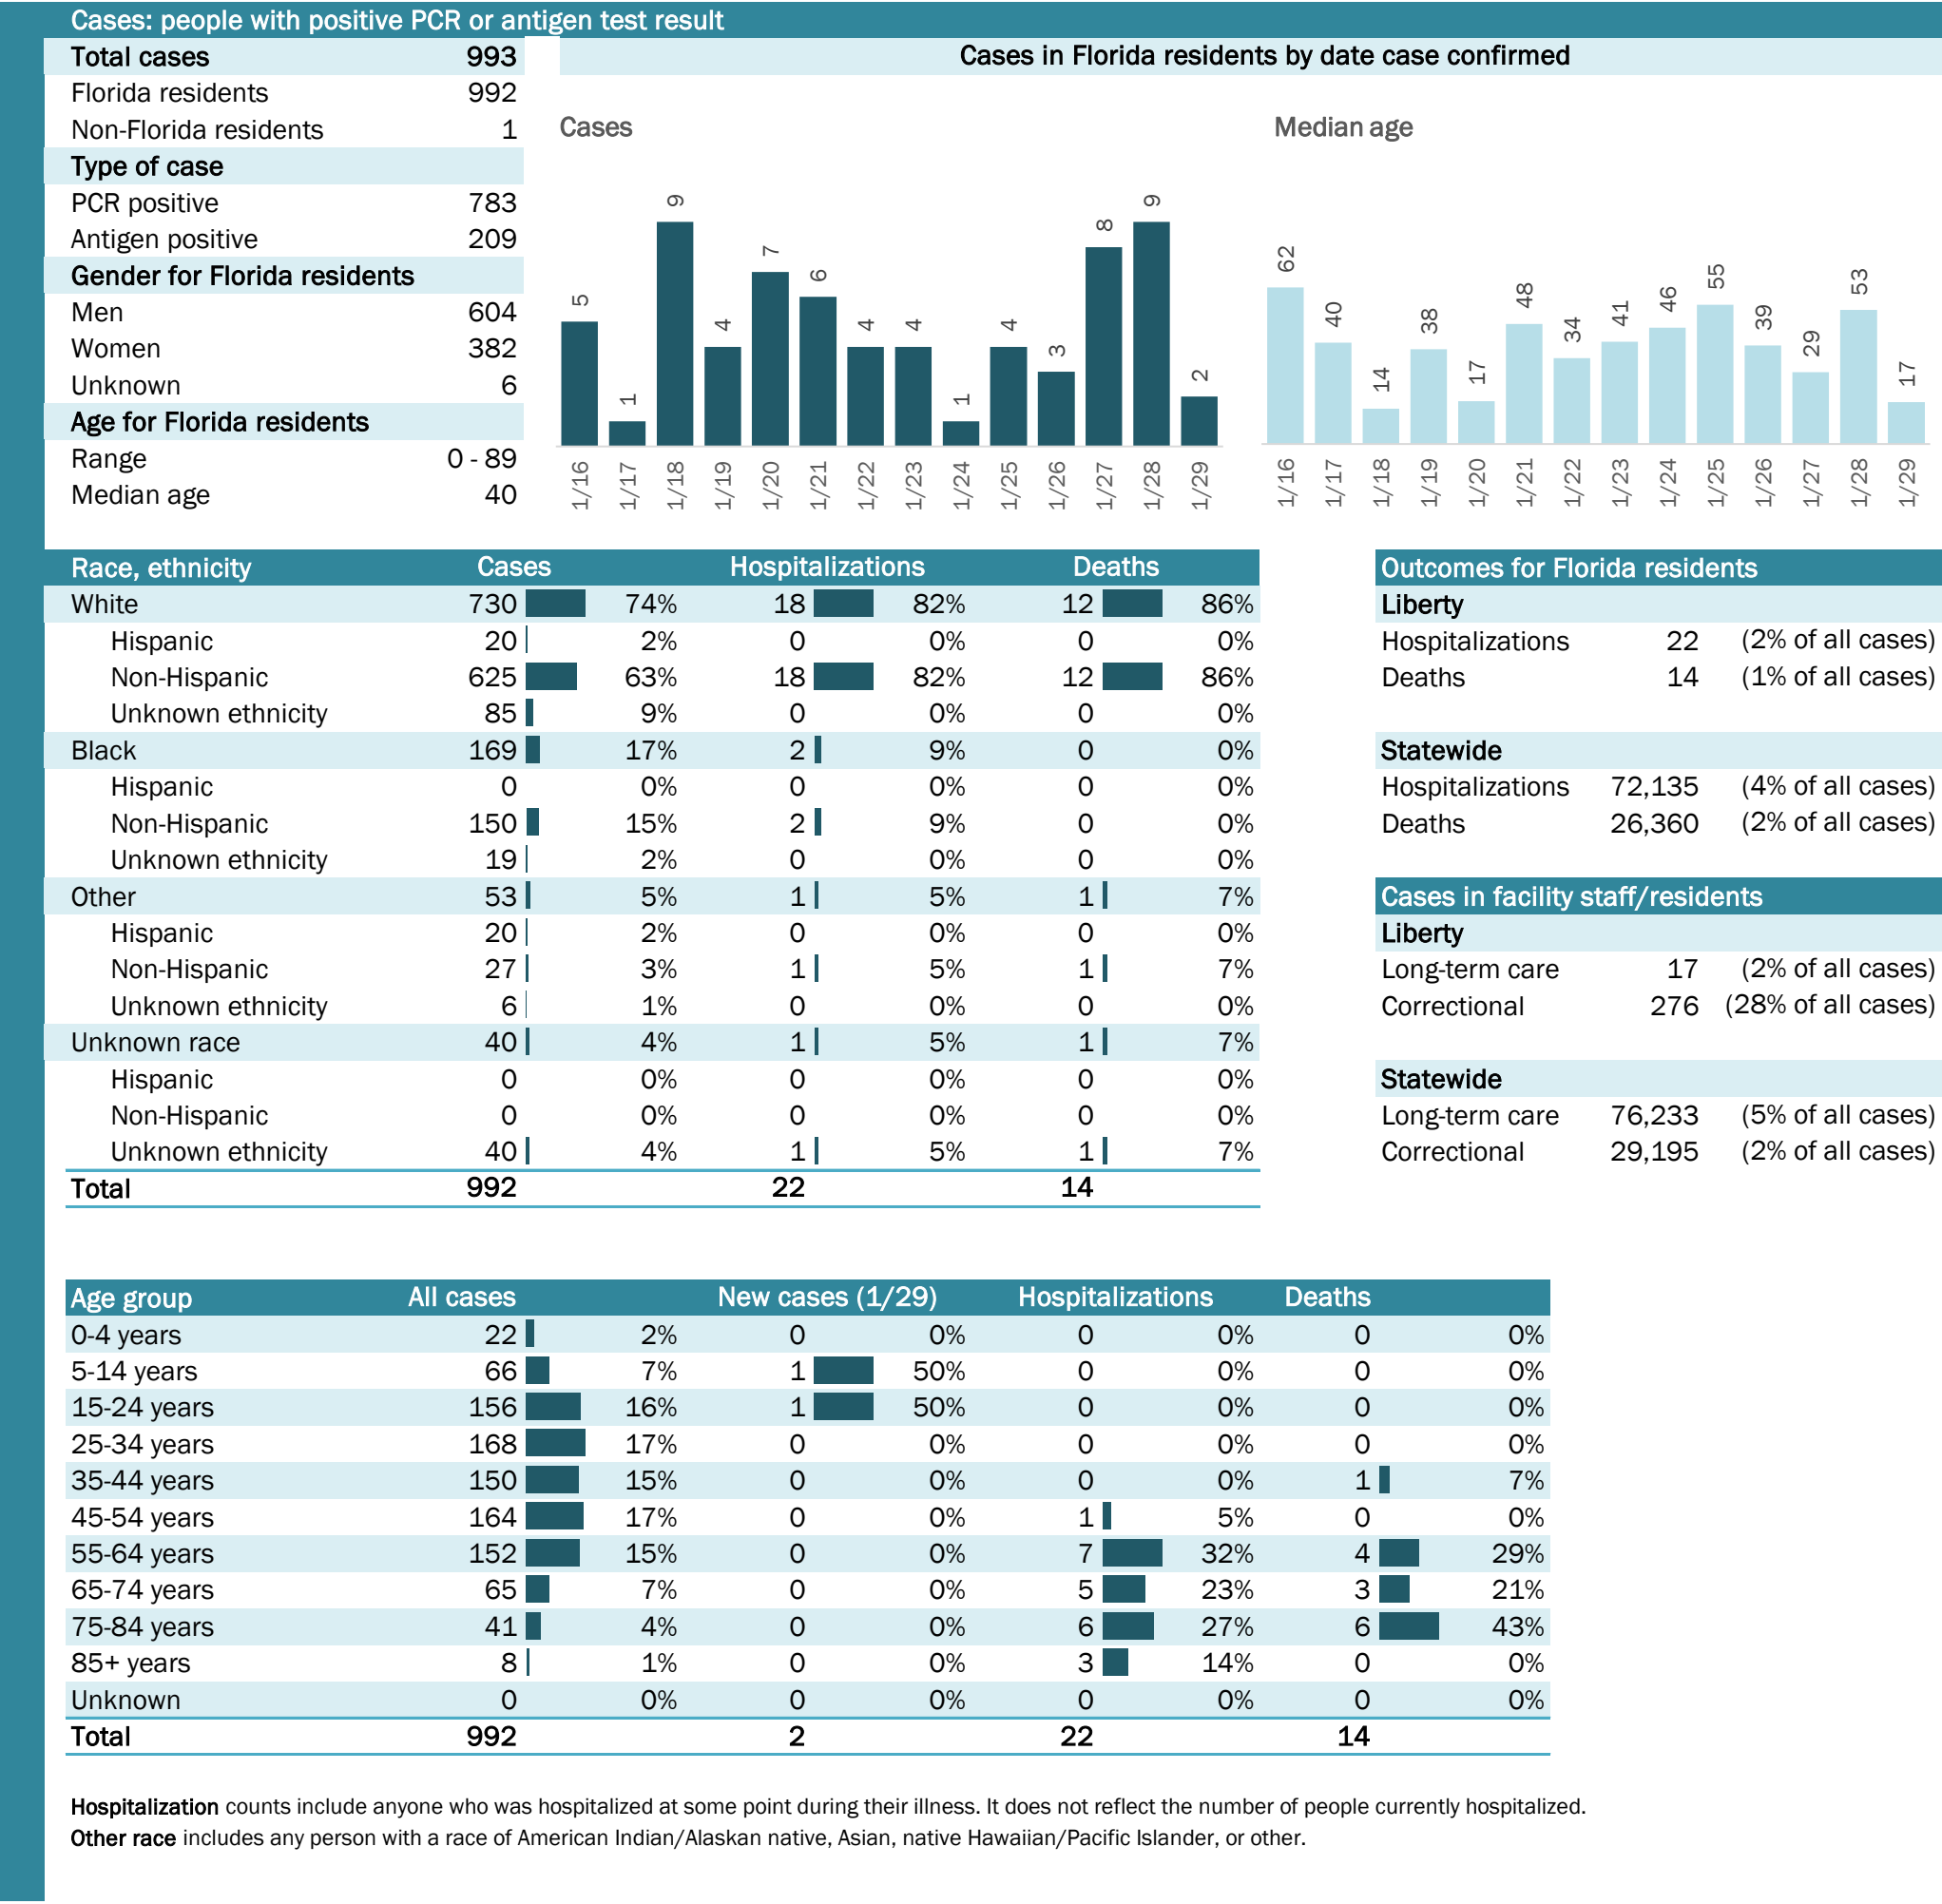 Cases: people with positive PCR or antigen test result
Total cases 993
Florida residents 992
Non-Florida residents 1
Type of case
PCR positive 783
Antigen positive 209
Gender for Florida residents
Men 604
Women 382
Unknown 6
Age for Florida residents
Range 0 - 89
Median age 40
Cases in Florida residents by date case confirmed
Cases
5 1 9 4 7 6 4 4 1 4 3 8 9 2
1/16 1/17 1/18 1/19 1/20 1/21 1/22 1/23 1/24 1/25 1/26 1/27 1/28 1/29
Median age
62 40 14 38 17 48 34 41 46 55 39 29 53 17
1/16 1/17 1/18 1/19 1/20 1/21 1/22 1/23 1/24 1/25 1/26 1/27 1/28 1/29
Race, ethnicity Cases Hospitalizations Deaths
White 730 74% 18 82% 12 86%
Hispanic 20 2% 0 0% 0 0%
Non-Hispanic 625 63% 18 82% 12 86%
Unknown ethnicity 85 9% 0 0% 0 0%
Black 169 17% 2 9% 0 0%
Hispanic 0 0% 0 0% 0 0%
Non-Hispanic 150 15% 2 9% 0 0%
Unknown ethnicity 19 2% 0 0% 0 0%
Other 53 5% 1 5% 1 7%
Hispanic 20 2% 0 0% 0 0%
Non-Hispanic 27 3% 1 5% 1 7%
Unknown ethnicity 6 1% 0 0% 0 0%
Unknown race 40 4% 1 5% 1 7%
Hispanic 0 0% 0 0% 0 0%
Non-Hispanic 0 0% 0 0% 0 0%
Unknown ethnicity 40 4% 1 5% 1 7%
Total 992 22 14
Outcomes for Florida residents
Liberty
Hospitalizations 22 (2% of all cases)
Deaths 14 (1% of all cases)
Statewide
Hospitalizations 72,135 (4% of all cases)
Deaths 26,360 (2% of all cases)
Cases in facility staff/residents
Liberty
Long-term care 17 (2% of all cases)
Correctional 276 (28% of all cases)
Statewide
Long-term care 76,233 (5% of all cases)
Correctional 29,195 (2% of all cases)
Age group All cases New cases (1/29) Hospitalizations Deaths
0-4 years 22 2% 0 0% 0 0% 0 0%
5-14 years 66 7% 1 50% 0 0% 0 0%
15-24 years 156 16% 1 50% 0 0% 0 0%
25-34 years 168 17% 0 0% 0 0% 0 0%
35-44 years 150 15% 0 0% 0 0% 1 7%
45-54 years 164 17% 0 0% 1 5% 0 0%
55-64 years 152 15% 0 0% 7 32% 4 29%
65-74 years 65 7% 0 0% 5 23% 3 21%
75-84 years 41 4% 0 0% 6 27% 6 43%
85+ years 8 1% 0 0% 3 14% 0 0%
Unknown 0 0% 0 0% 0 0% 0 0%
Total 992 2 22 14
Hospitalization counts include anyone who was hospitalized at some point during their illness. It does not reflect the number of people currently hospitalized.
Other race includes any person with a race of American Indian/Alaskan native, Asian, native Hawaiian/Pacific Islander, or other.